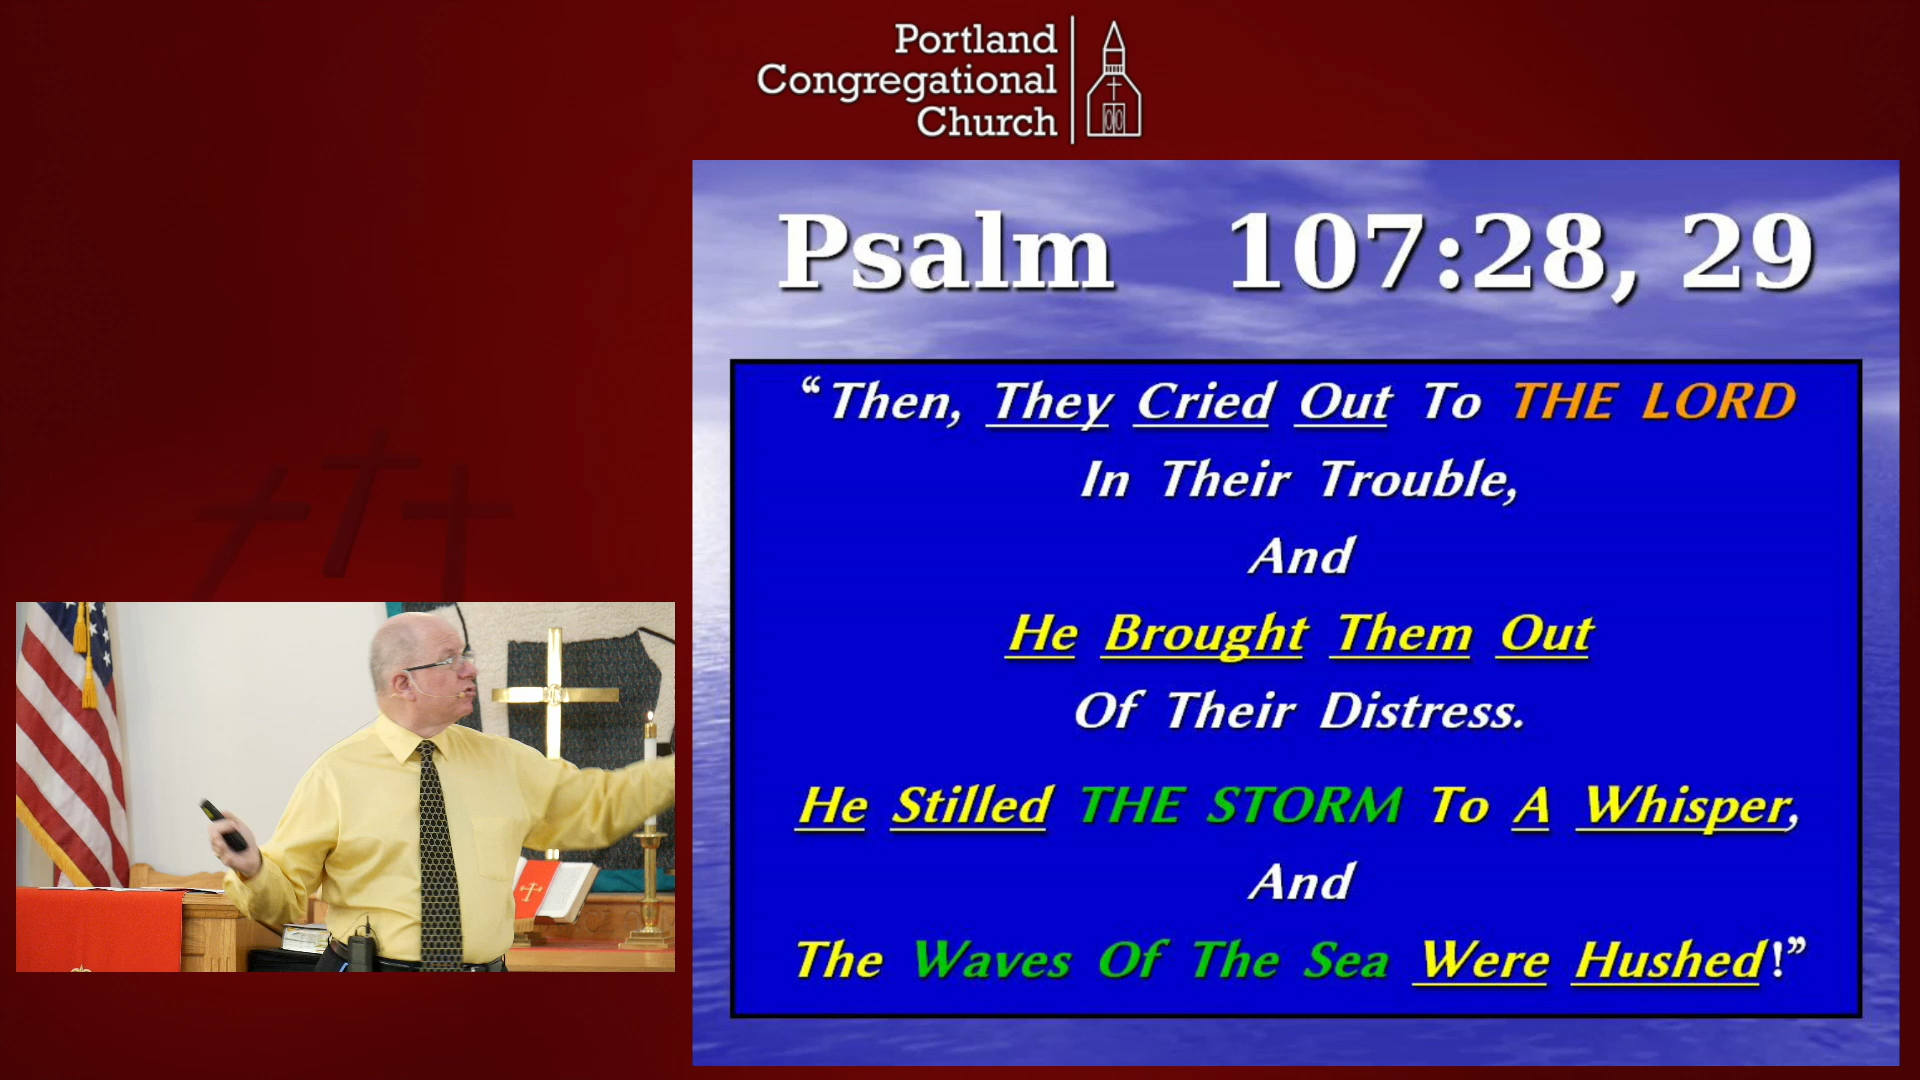 Portland
Congregational
Church
Psalm 107:28, 29
“Then, They Cried Out To THE LORD
In Their Trouble,
And
He Brought Them Out
Of Their Distress.
He Stilled THE STORM To A Whisper,
And
The Waves Of The Sea Were Hushed!”